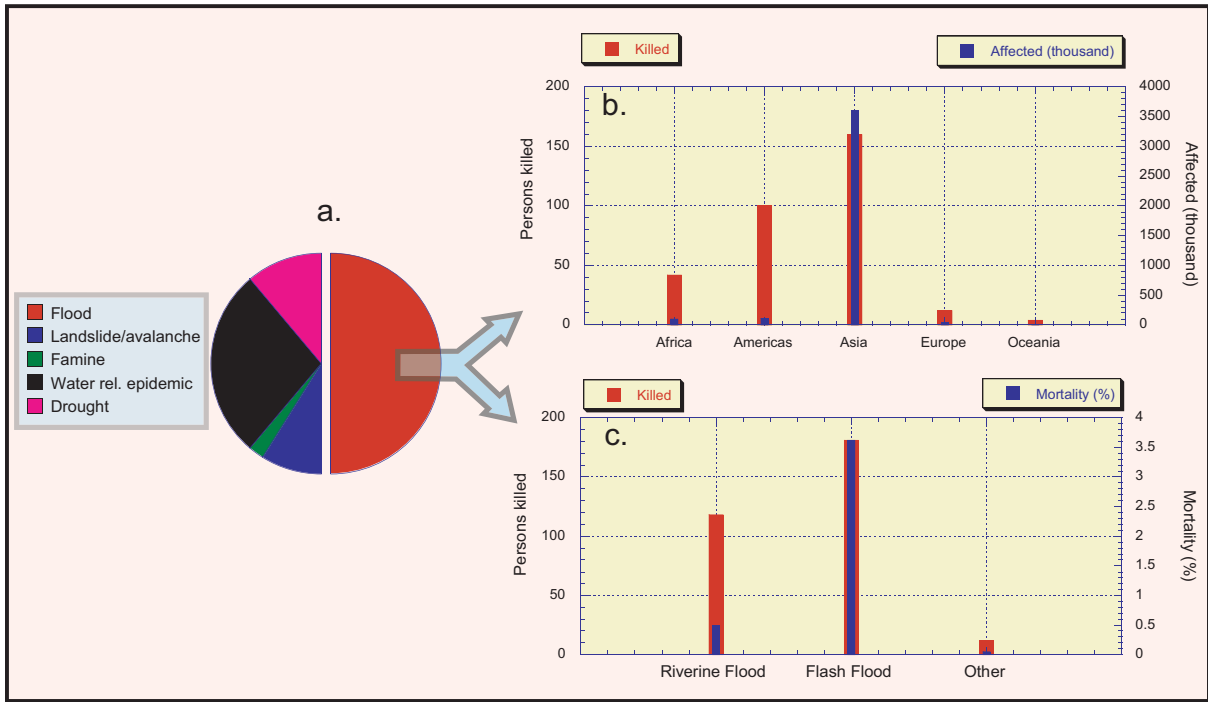 a.
Flood
Landslide/avalanche
Famine
Water rel. epidemic
Drought
Killed
Affected (thousand)
b.
200
150
100
50
0
Persons killed
4000
3500
3000
2500
2000
1500
1000
500
0
Affected (thousand)
Africa
Americas
Asia
Europe
Oceania
Killed
Mortality (%)
c.
200
150
100
50
0
Persons killed
4
3.5
3
2.5
2
1.5
1
0.5
0
Mortality (%)
Riverine Flood
Flash Flood
Other